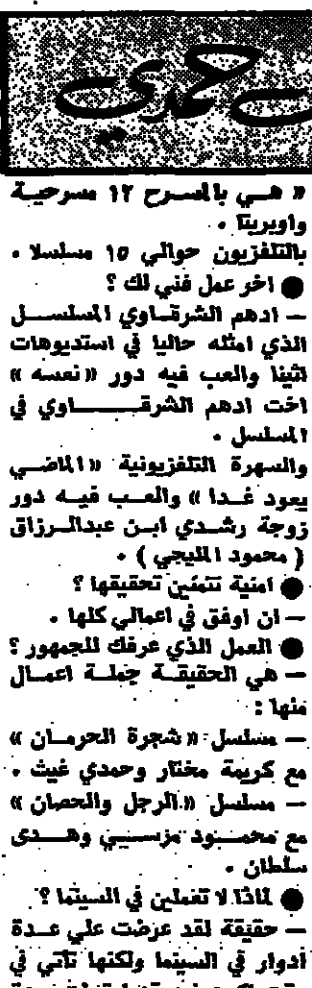 حمدي
« هي بالمسرح ١٢ مسرحية
واوبريتا .
بالتلفزيون حوالي ١٥ مسلسلا .
● اخر عمل فني لك ؟
— ادهم الشرقاوي المسلسل
الذي امثله حاليا في استديوهات
اثينا والعب فيه دور «نعسه»
اخت ادهم الشرقاوي في
المسلسل .
والسهرة التلفزيونية «الماضي
يعود غدا» والعب فيه دور
زوجة رشدي ابن عبدالرزاق
( محمود المليجي ) .
● امنية تتمنين تحقيقها ؟
— ان اوفق في اعمالي كلها .
● العمل الذي عرفك للجمهور ؟
— هي الحقيقة جملة اعمال
منها :
— مسلسل «شجرة الحرمان»
مع كريمة مختار وحمدي غيث .
— مسلسل «الرجل والحصان»
مع محمود مرسي وهدى
سلطان .
● لماذا لا تعملين في السينما ؟
— حقيقة لقد عرضت علي عدة
أدوار في السينما ولكنها تأتي في